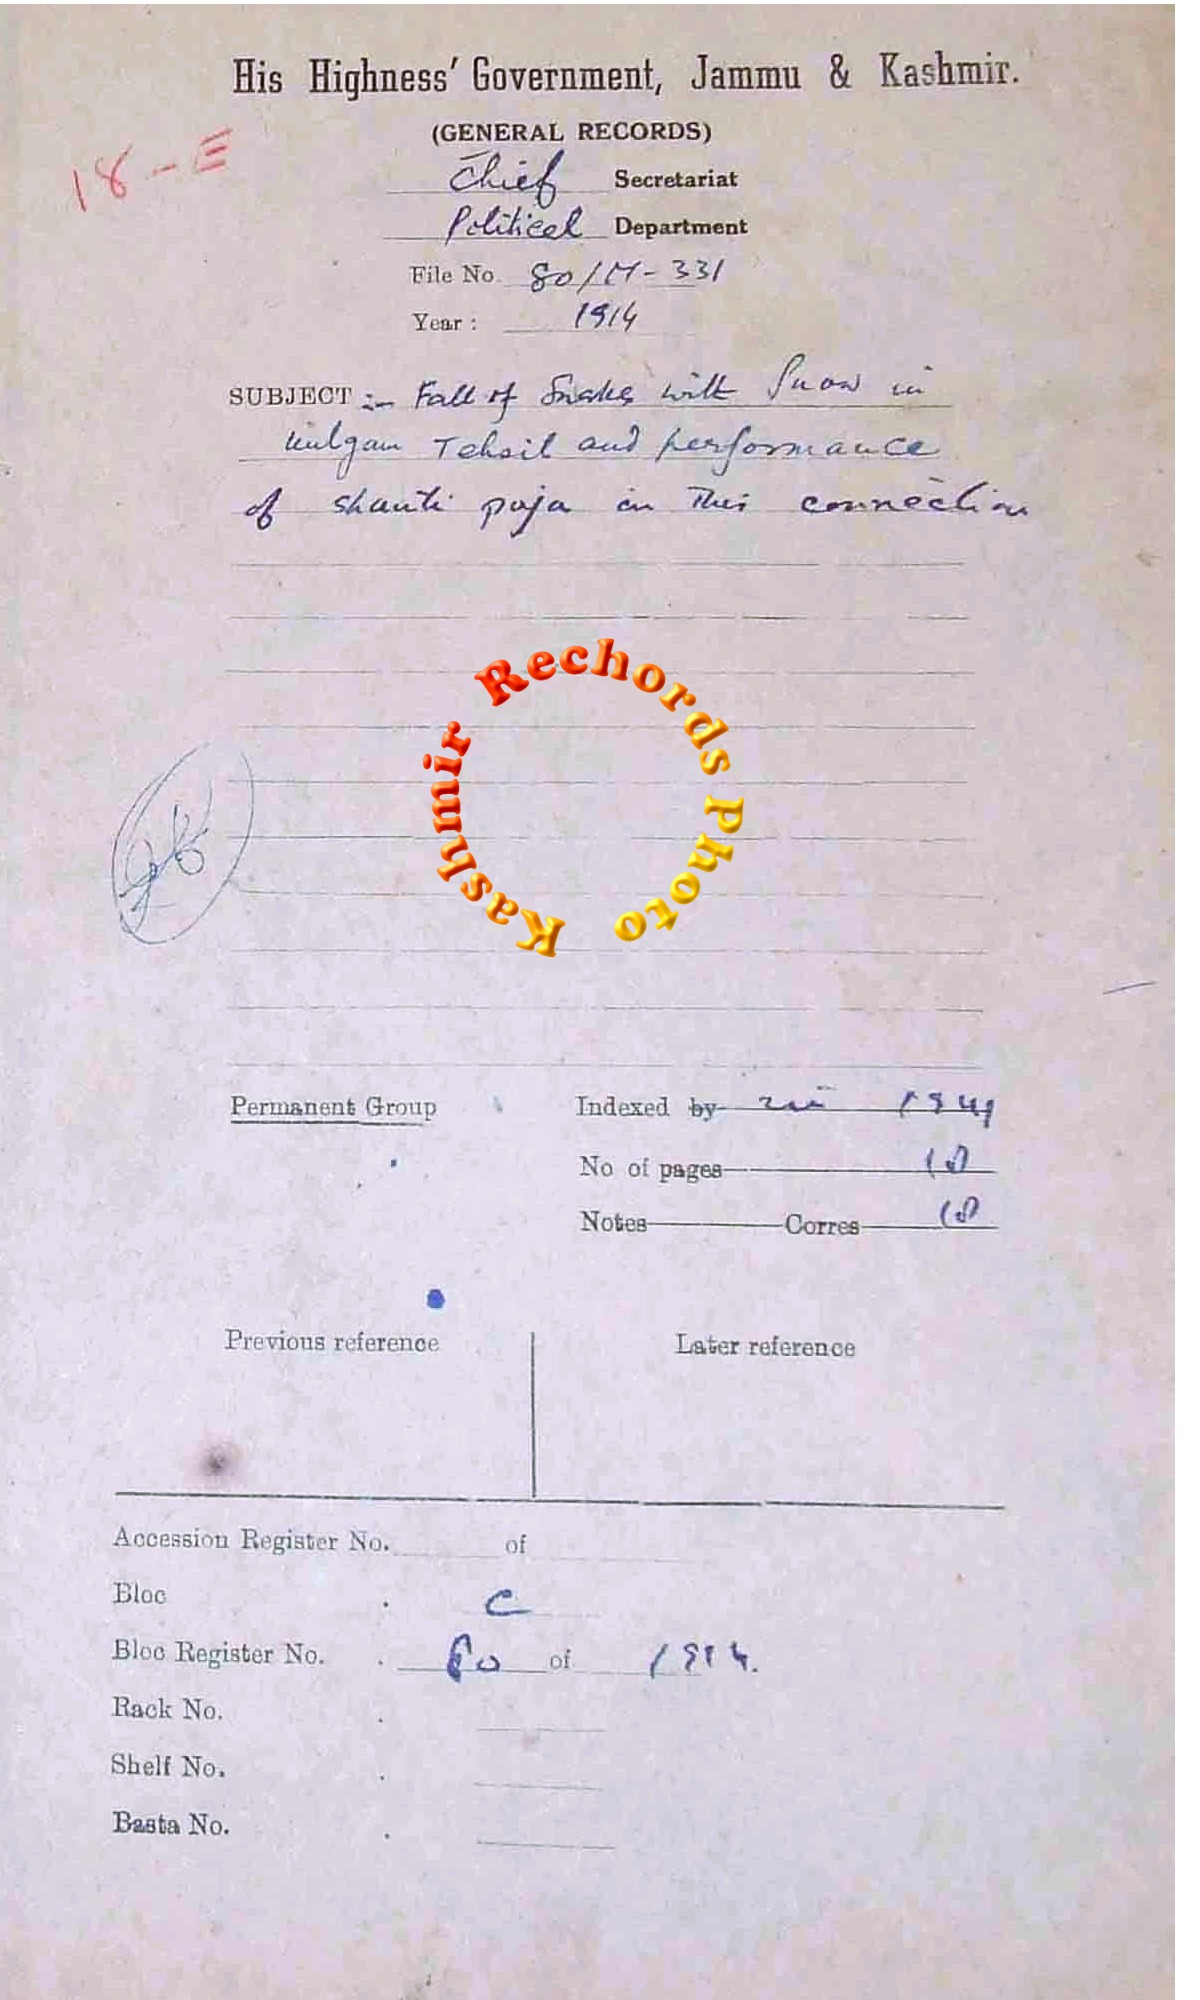 His Highness' Government, Jammu & Kashmir.
(GENERAL RECORDS)
18-E
Chief Secretariat
Political Department
File No. 80/M-331
Year : 1914
SUBJECT :- Fall of Snakes with Snow in
kulgam Tehsil and performance
of shanti puja in this connection
Kashmir Rechords Photo
Permanent Group
Indexed by 1941
No of pages 18
Notes Corres 18
Previous reference Later reference
Accession Register No. of
Bloc . C
Bloc Register No. . 80 of 1914.
Rack No. .
Shelf No. .
Basta No. .